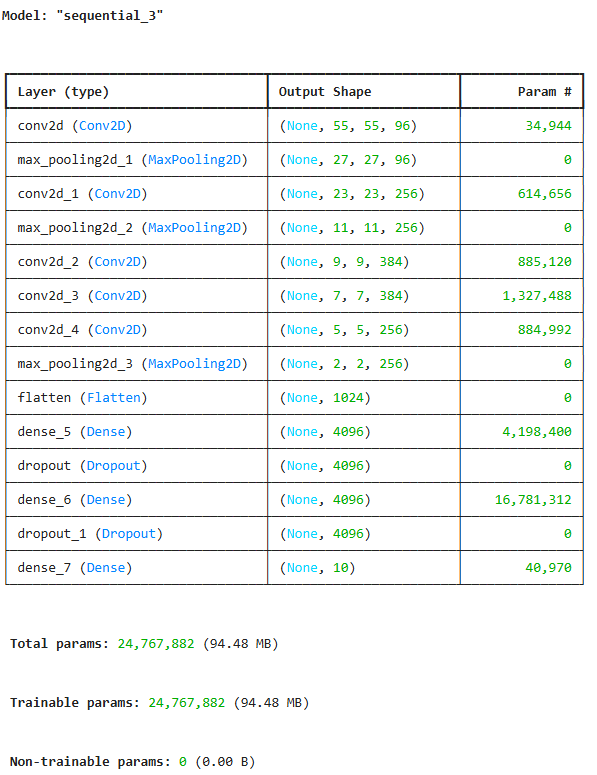 Model: "sequential_3"
Layer (type) Output Shape Param #
conv2d (Conv2D) (None, 55, 55, 96) 34,944
max_pooling2d_1 (MaxPooling2D) (None, 27, 27, 96) 0
conv2d_1 (Conv2D) (None, 23, 23, 256) 614,656
max_pooling2d_2 (MaxPooling2D) (None, 11, 11, 256) 0
conv2d_2 (Conv2D) (None, 9, 9, 384) 885,120
conv2d_3 (Conv2D) (None, 7, 7, 384) 1,327,488
conv2d_4 (Conv2D) (None, 5, 5, 256) 884,992
max_pooling2d_3 (MaxPooling2D) (None, 2, 2, 256) 0
flatten (Flatten) (None, 1024) 0
dense_5 (Dense) (None, 4096) 4,198,400
dropout (Dropout) (None, 4096) 0
dense_6 (Dense) (None, 4096) 16,781,312
dropout_1 (Dropout) (None, 4096) 0
dense_7 (Dense) (None, 10) 40,970
Total params: 24,767,882 (94.48 MB)
Trainable params: 24,767,882 (94.48 MB)
Non-trainable params: 0 (0.00 B)